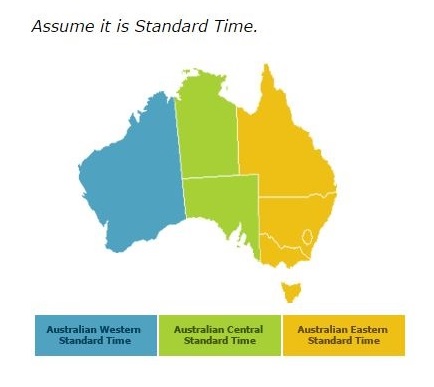 Assume it is Standard Time.
Australian Western
Standard Time
Australian Central
Standard Time
Australian Eastern
Standard Time